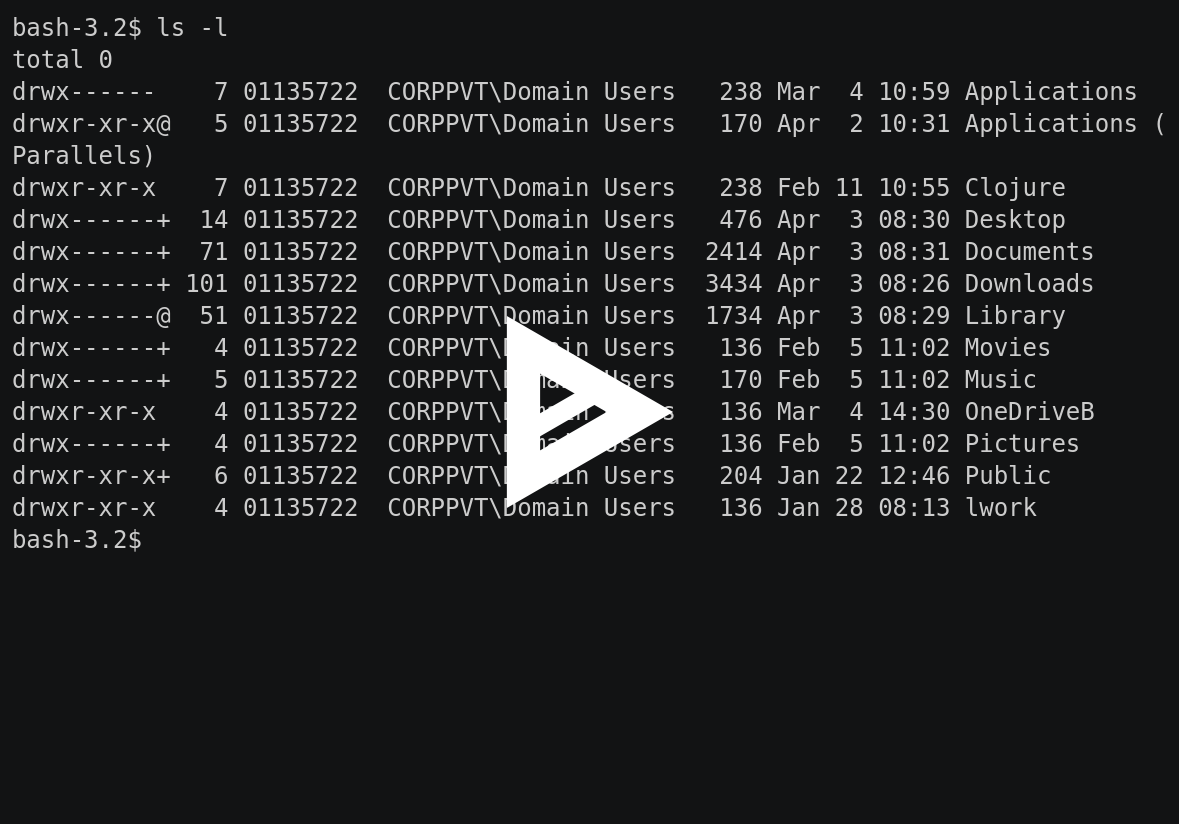 bash-3.2$ ls -l
total 0
drwx------    7 01135722  CORPPVT\Domain Users   238 Mar  4 10:59 Applications
drwxr-xr-x@   5 01135722  CORPPVT\Domain Users   170 Apr  2 10:31 Applications (
Parallels)
drwxr-xr-x    7 01135722  CORPPVT\Domain Users   238 Feb 11 10:55 Clojure
drwx------+  14 01135722  CORPPVT\Domain Users   476 Apr  3 08:30 Desktop
drwx------+  71 01135722  CORPPVT\Domain Users  2414 Apr  3 08:31 Documents
drwx------+ 101 01135722  CORPPVT\Domain Users  3434 Apr  3 08:26 Downloads
drwx------@  51 01135722  CORPPVT\Domain Users  1734 Apr  3 08:29 Library
drwx------+   4 01135722  CORPPVT\Domain Users   136 Feb  5 11:02 Movies
drwx------+   5 01135722  CORPPVT\Domain Users   170 Feb  5 11:02 Music
drwxr-xr-x    4 01135722  CORPPVT\Domain Users   136 Mar  4 14:30 OneDriveB
drwx------+   4 01135722  CORPPVT\Domain Users   136 Feb  5 11:02 Pictures
drwxr-xr-x+   6 01135722  CORPPVT\Domain Users   204 Jan 22 12:46 Public
drwxr-xr-x    4 01135722  CORPPVT\Domain Users   136 Jan 28 08:13 lwork
bash-3.2$